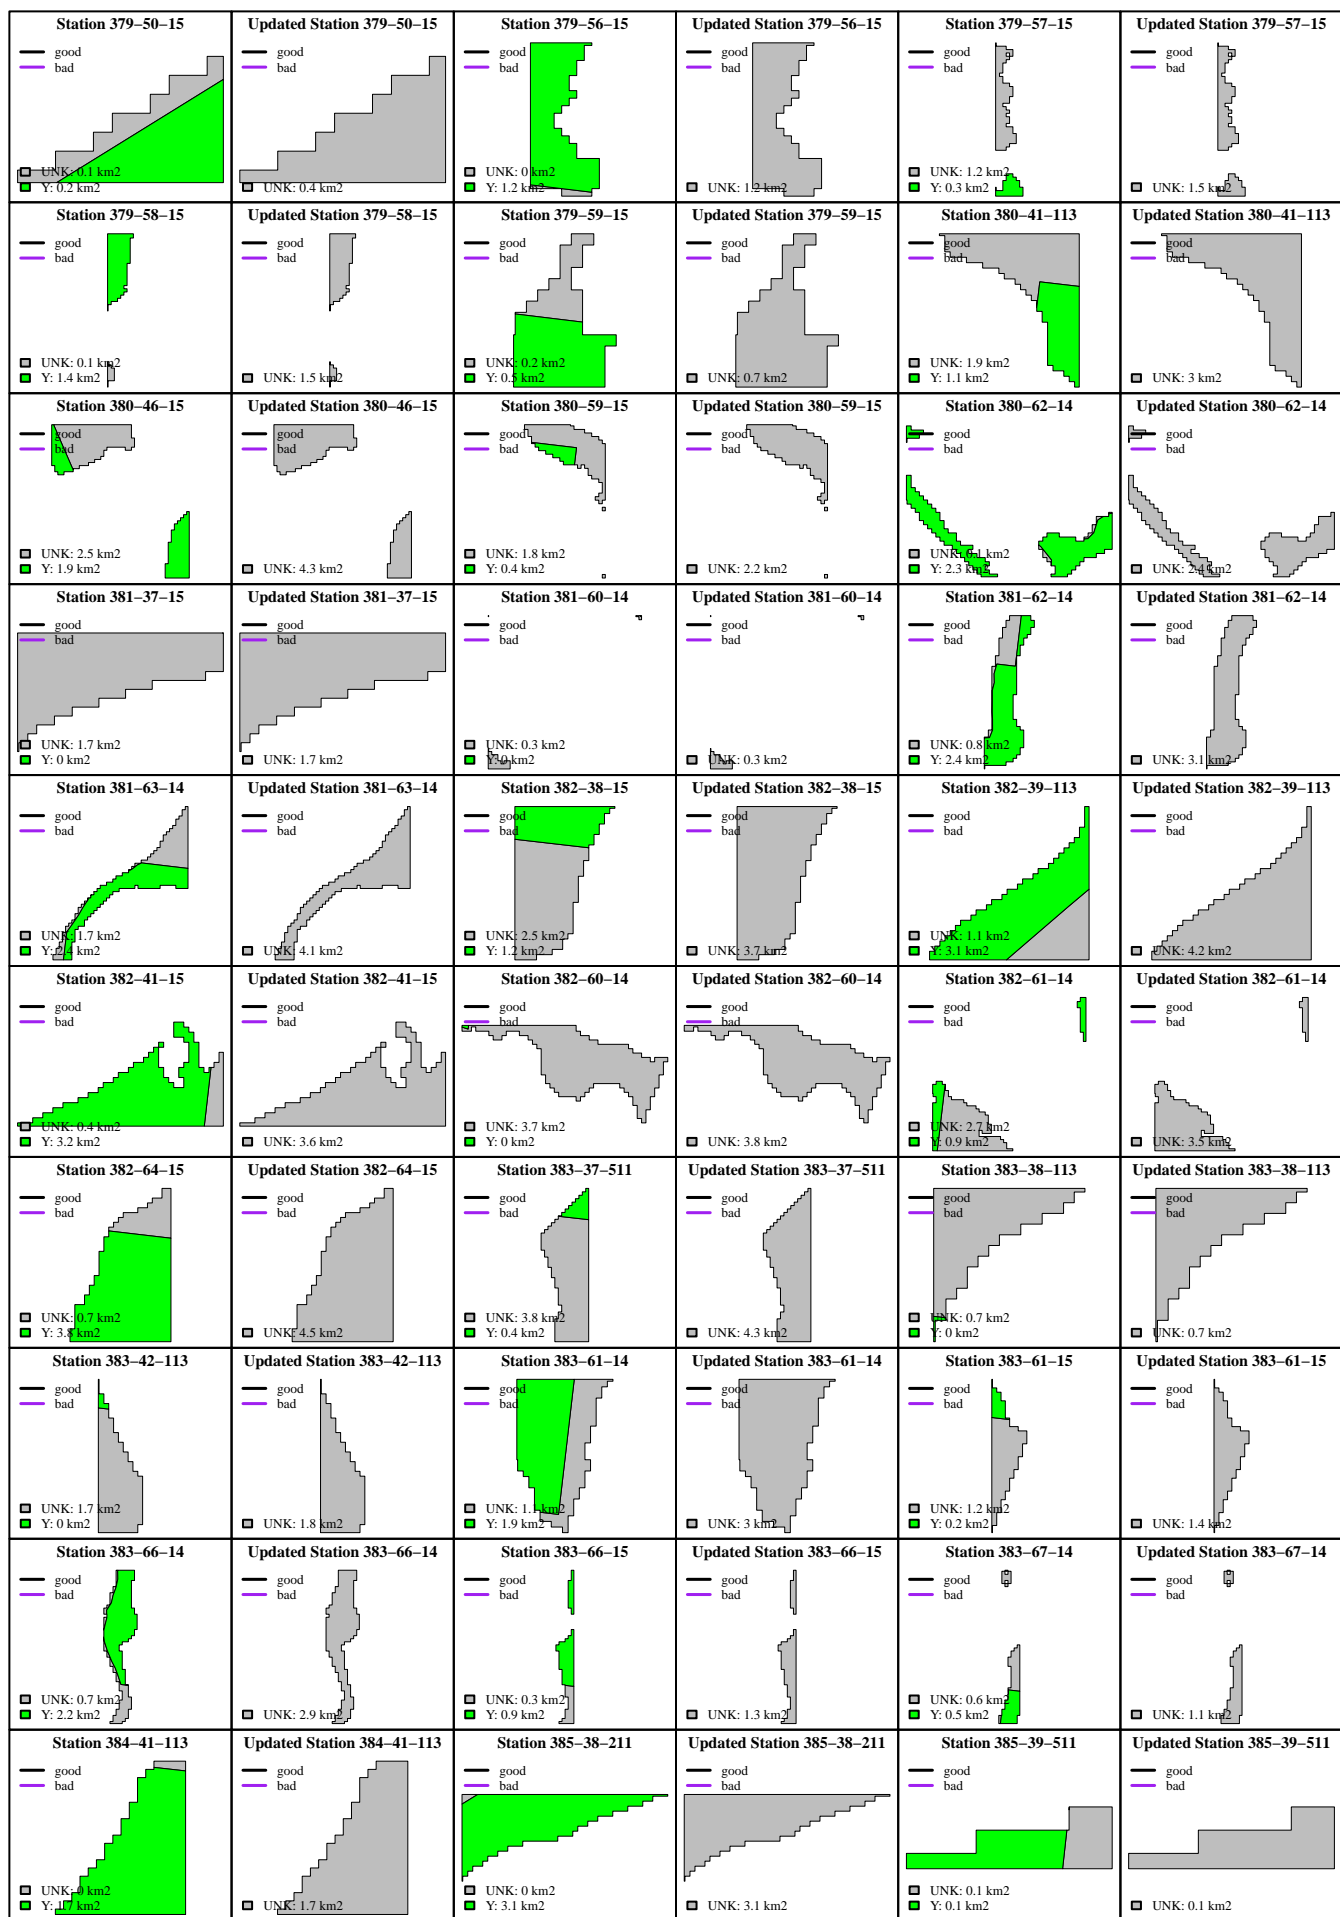 Station 379–50–15
good
bad
UNK: 0.1 km2
Y: 0.2 km2
Updated Station 379–50–15
good
bad
UNK: 0.4 km2
Station 379–56–15
good
bad
UNK: 0 km2
Y: 1.2 km2
Updated Station 379–56–15
good
bad
UNK: 1.2 km2
Station 379–57–15
good
bad
UNK: 1.2 km2
Y: 0.3 km2
Updated Station 379–57–15
good
bad
UNK: 1.5 km2
Station 379–58–15
good
bad
UNK: 0.1 km2
Y: 1.4 km2
Updated Station 379–58–15
good
bad
UNK: 1.5 km2
Station 379–59–15
good
bad
UNK: 0.2 km2
Y: 0.5 km2
Updated Station 379–59–15
good
bad
UNK: 0.7 km2
Station 380–41–113
good
bad
UNK: 1.9 km2
Y: 1.1 km2
Updated Station 380–41–113
good
bad
UNK: 3 km2
Station 380–46–15
good
bad
UNK: 2.5 km2
Y: 1.9 km2
Updated Station 380–46–15
good
bad
UNK: 4.3 km2
Station 380–59–15
good
bad
UNK: 1.8 km2
Y: 0.4 km2
Updated Station 380–59–15
good
bad
UNK: 2.2 km2
Station 380–62–14
good
bad
UNK: 0.1 km2
Y: 2.3 km2
Updated Station 380–62–14
good
bad
UNK: 2.4 km2
Station 381–37–15
good
bad
UNK: 1.7 km2
Y: 0 km2
Updated Station 381–37–15
good
bad
UNK: 1.7 km2
Station 381–60–14
good
bad
UNK: 0.3 km2
Y: 0 km2
Updated Station 381–60–14
good
bad
UNK: 0.3 km2
Station 381–62–14
good
bad
UNK: 0.8 km2
Y: 2.4 km2
Updated Station 381–62–14
good
bad
UNK: 3.1 km2
Station 381–63–14
good
bad
UNK: 1.7 km2
Y: 2.4 km2
Updated Station 381–63–14
good
bad
UNK: 4.1 km2
Station 382–38–15
good
bad
UNK: 2.5 km2
Y: 1.2 km2
Updated Station 382–38–15
good
bad
UNK: 3.7 km2
Station 382–39–113
good
bad
UNK: 1.1 km2
Y: 3.1 km2
Updated Station 382–39–113
good
bad
UNK: 4.2 km2
Station 382–41–15
good
bad
UNK: 0.4 km2
Y: 3.2 km2
Updated Station 382–41–15
good
bad
UNK: 3.6 km2
Station 382–60–14
good
bad
UNK: 3.7 km2
Y: 0 km2
Updated Station 382–60–14
good
bad
UNK: 3.8 km2
Station 382–61–14
good
bad
UNK: 2.7 km2
Y: 0.9 km2
Updated Station 382–61–14
good
bad
UNK: 3.5 km2
Station 382–64–15
good
bad
UNK: 0.7 km2
Y: 3.8 km2
Updated Station 382–64–15
good
bad
UNK: 4.5 km2
Station 383–37–511
good
bad
UNK: 3.8 km2
Y: 0.4 km2
Updated Station 383–37–511
good
bad
UNK: 4.3 km2
Station 383–38–113
good
bad
UNK: 0.7 km2
Y: 0 km2
Updated Station 383–38–113
good
bad
UNK: 0.7 km2
Station 383–42–113
good
bad
UNK: 1.7 km2
Y: 0 km2
Updated Station 383–42–113
good
bad
UNK: 1.8 km2
Station 383–61–14
good
bad
UNK: 1.1 km2
Y: 1.9 km2
Updated Station 383–61–14
good
bad
UNK: 3 km2
Station 383–61–15
good
bad
UNK: 1.2 km2
Y: 0.2 km2
Updated Station 383–61–15
good
bad
UNK: 1.4 km2
Station 383–66–14
good
bad
UNK: 0.7 km2
Y: 2.2 km2
Updated Station 383–66–14
good
bad
UNK: 2.9 km2
Station 383–66–15
good
bad
UNK: 0.3 km2
Y: 0.9 km2
Updated Station 383–66–15
good
bad
UNK: 1.3 km2
Station 383–67–14
good
bad
UNK: 0.6 km2
Y: 0.5 km2
Updated Station 383–67–14
good
bad
UNK: 1.1 km2
Station 384–41–113
good
bad
UNK: 0 km2
Y: 1.7 km2
Updated Station 384–41–113
good
bad
UNK: 1.7 km2
Station 385–38–211
good
bad
UNK: 0 km2
Y: 3.1 km2
Updated Station 385–38–211
good
bad
UNK: 3.1 km2
Station 385–39–511
good
bad
UNK: 0.1 km2
Y: 0.1 km2
Updated Station 385–39–511
good
bad
UNK: 0.1 km2